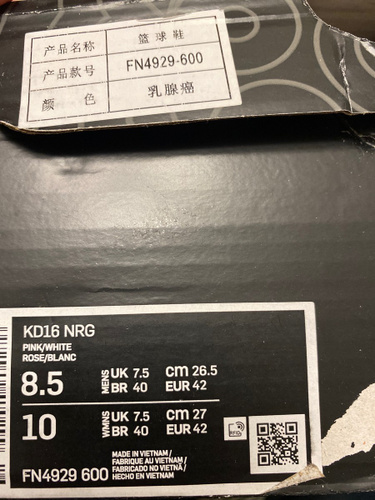 产品名称 篮球鞋
产品款号 FN4929-600
颜 色 乳腺癌
KD16 NRG
PINK/WHITE
ROSE/BLANC
8.5 MENS UK 7.5 cm 26.5
BR 40 EUR 42
10 WMNS UK 7.5 cm 27
BR 40 EUR 42
MADE IN VIETNAM/
FABRIQUE AU VIETNAM/
FABRICADO NO VIETNÃ/
HECHO EN VIETNAM
FN4929 600